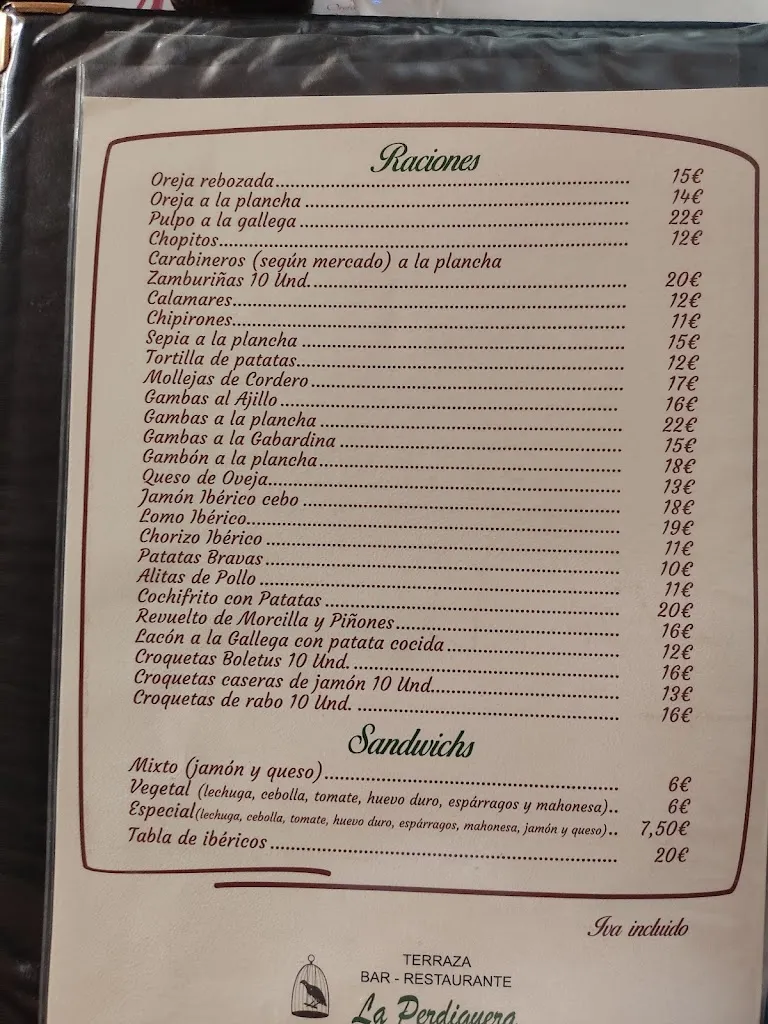 Raciones
Oreja rebozada 15€
Oreja a la plancha 14€
Pulpo a la gallega 22€
Chopitos 12€
Carabineros (según mercado) a la plancha
Zamburiñas 10 Und. 20€
Calamares 12€
Chipirones 11€
Sepia a la plancha 15€
Tortilla de patatas 12€
Mollejas de Cordero 17€
Gambas al Ajillo 16€
Gambas a la plancha 22€
Gambas a la Gabardina 15€
Gambón a la plancha 18€
Queso de Oveja 13€
Jamón Ibérico cebo 18€
Lomo Ibérico 19€
Chorizo Ibérico 11€
Patatas Bravas 10€
Alitas de Pollo 11€
Cochifrito con Patatas 20€
Revuelto de Morcilla y Piñones 16€
Lacón a la Gallega con patata cocida 12€
Croquetas Boletus 10 Und. 16€
Croquetas caseras de jamón 10 Und. 13€
Croquetas de rabo 10 Und. 16€
Sandwichs
Mixto (jamón y queso) 6€
Vegetal (lechuga, cebolla, tomate, huevo duro, espárragos y mahonesa).. 6€
Especial(lechuga, cebolla, tomate, huevo duro, espárragos, mahonesa, jamón y queso).. 7,50€
Tabla de ibéricos 20€
Iva incluido
TERRAZA
BAR - RESTAURANTE
La Perdiguera